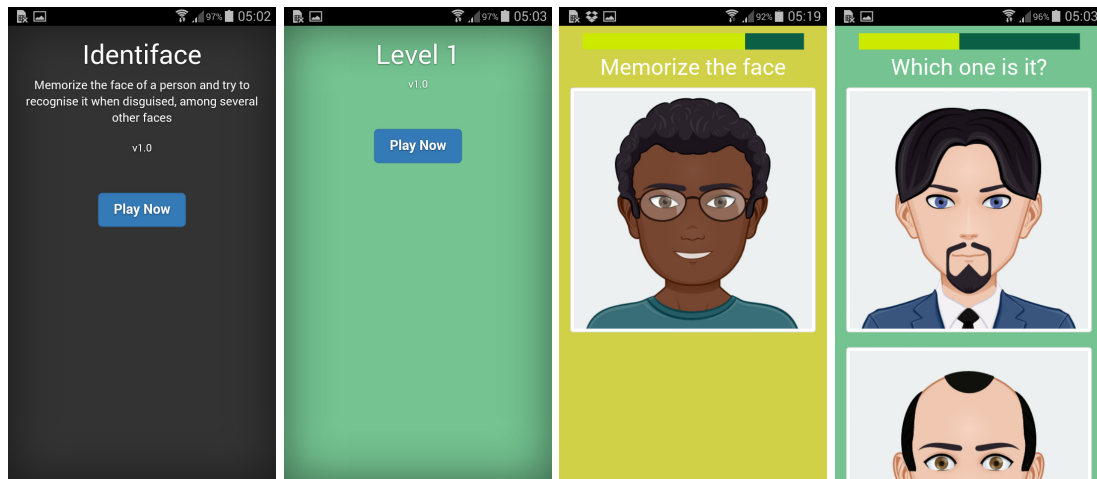 97% 05:02
Identiface
Memorize the face of a person and try to
recognise it when disguised, among several
other faces
v1.0
Play Now
97% 05:03
Level 1
v1.0
Play Now
92% 05:19
Memorize the face
96% 05:03
Which one is it?